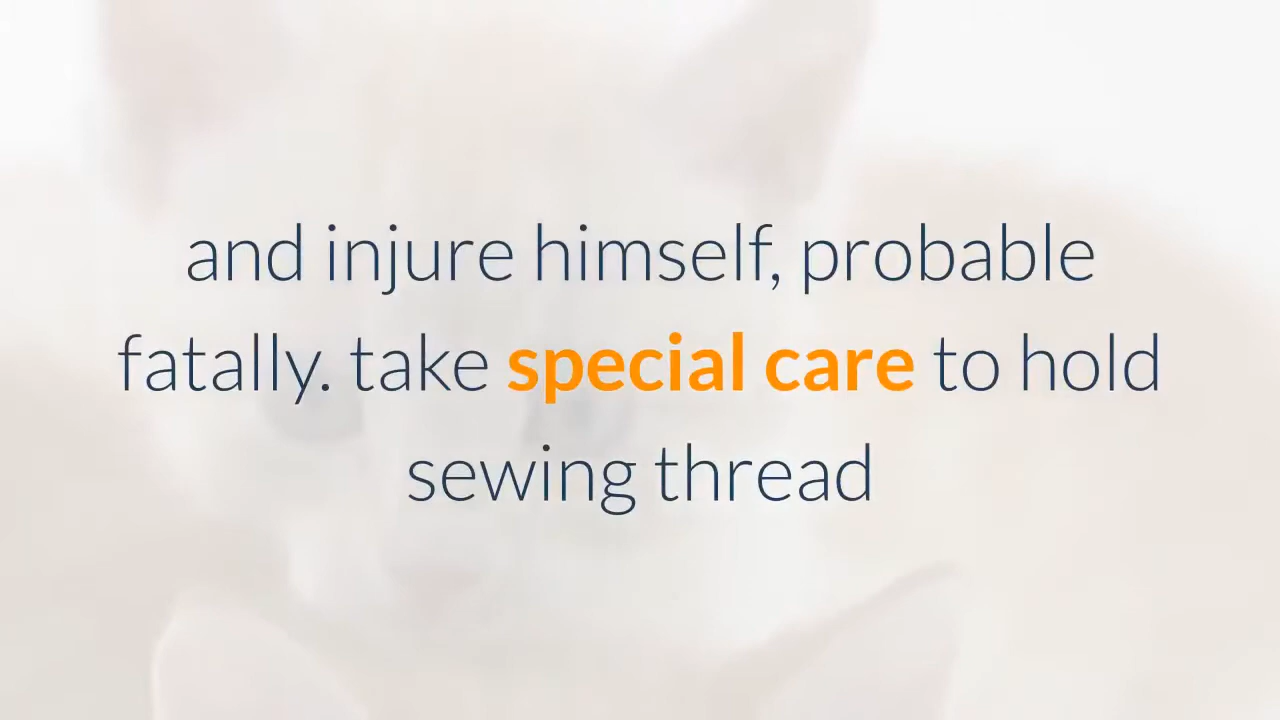 and injure himself, probable
fatally. take special care to hold
sewing thread